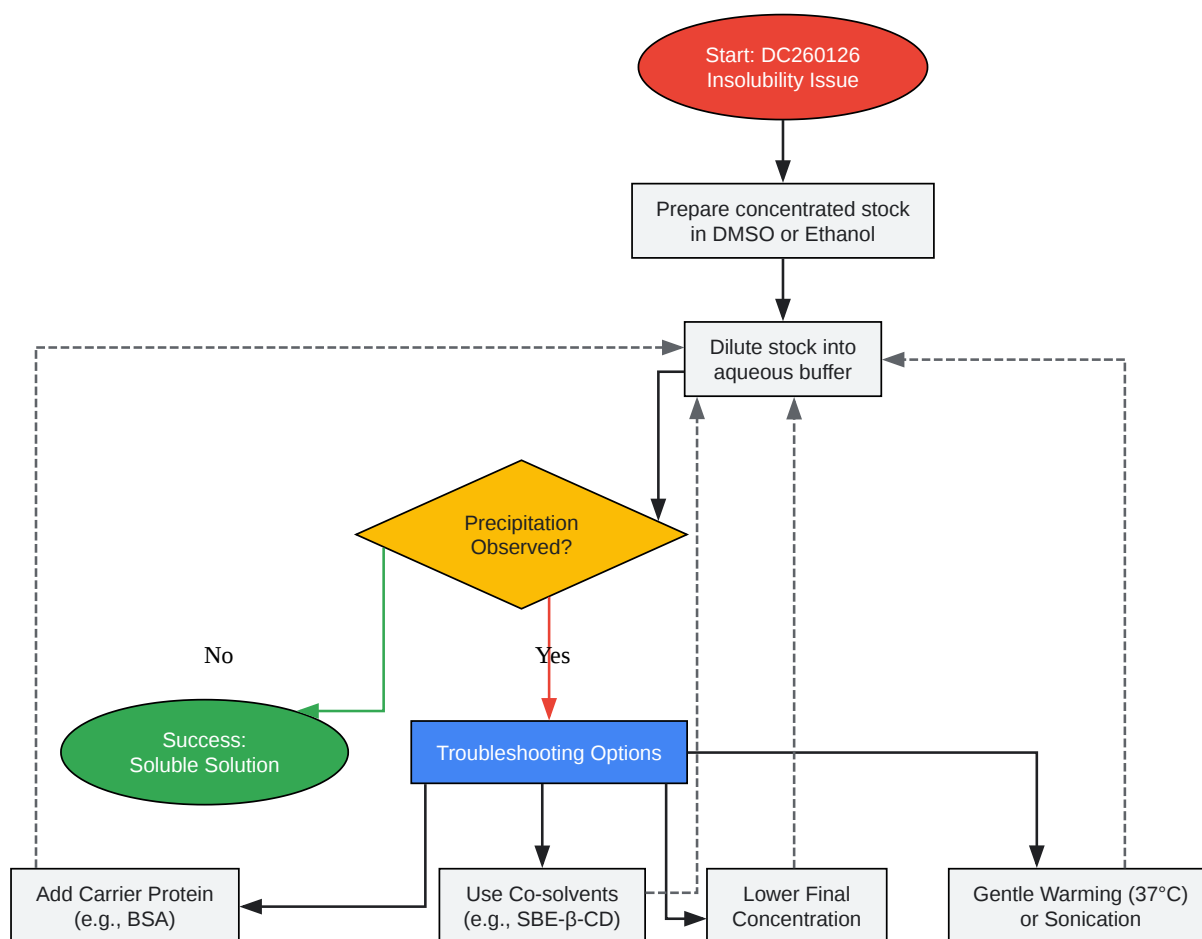 Start: DC260126
Insolubility Issue
Prepare concentrated stock
in DMSO or Ethanol
Dilute stock into
aqueous buffer
Precipitation
Observed?
No
Yes
Success:
Soluble Solution
Troubleshooting Options
Add Carrier Protein
(e.g., BSA)
Use Co-solvents
(e.g., SBE-β-CD)
Lower Final
Concentration
Gentle Warming (37°C)
or Sonication